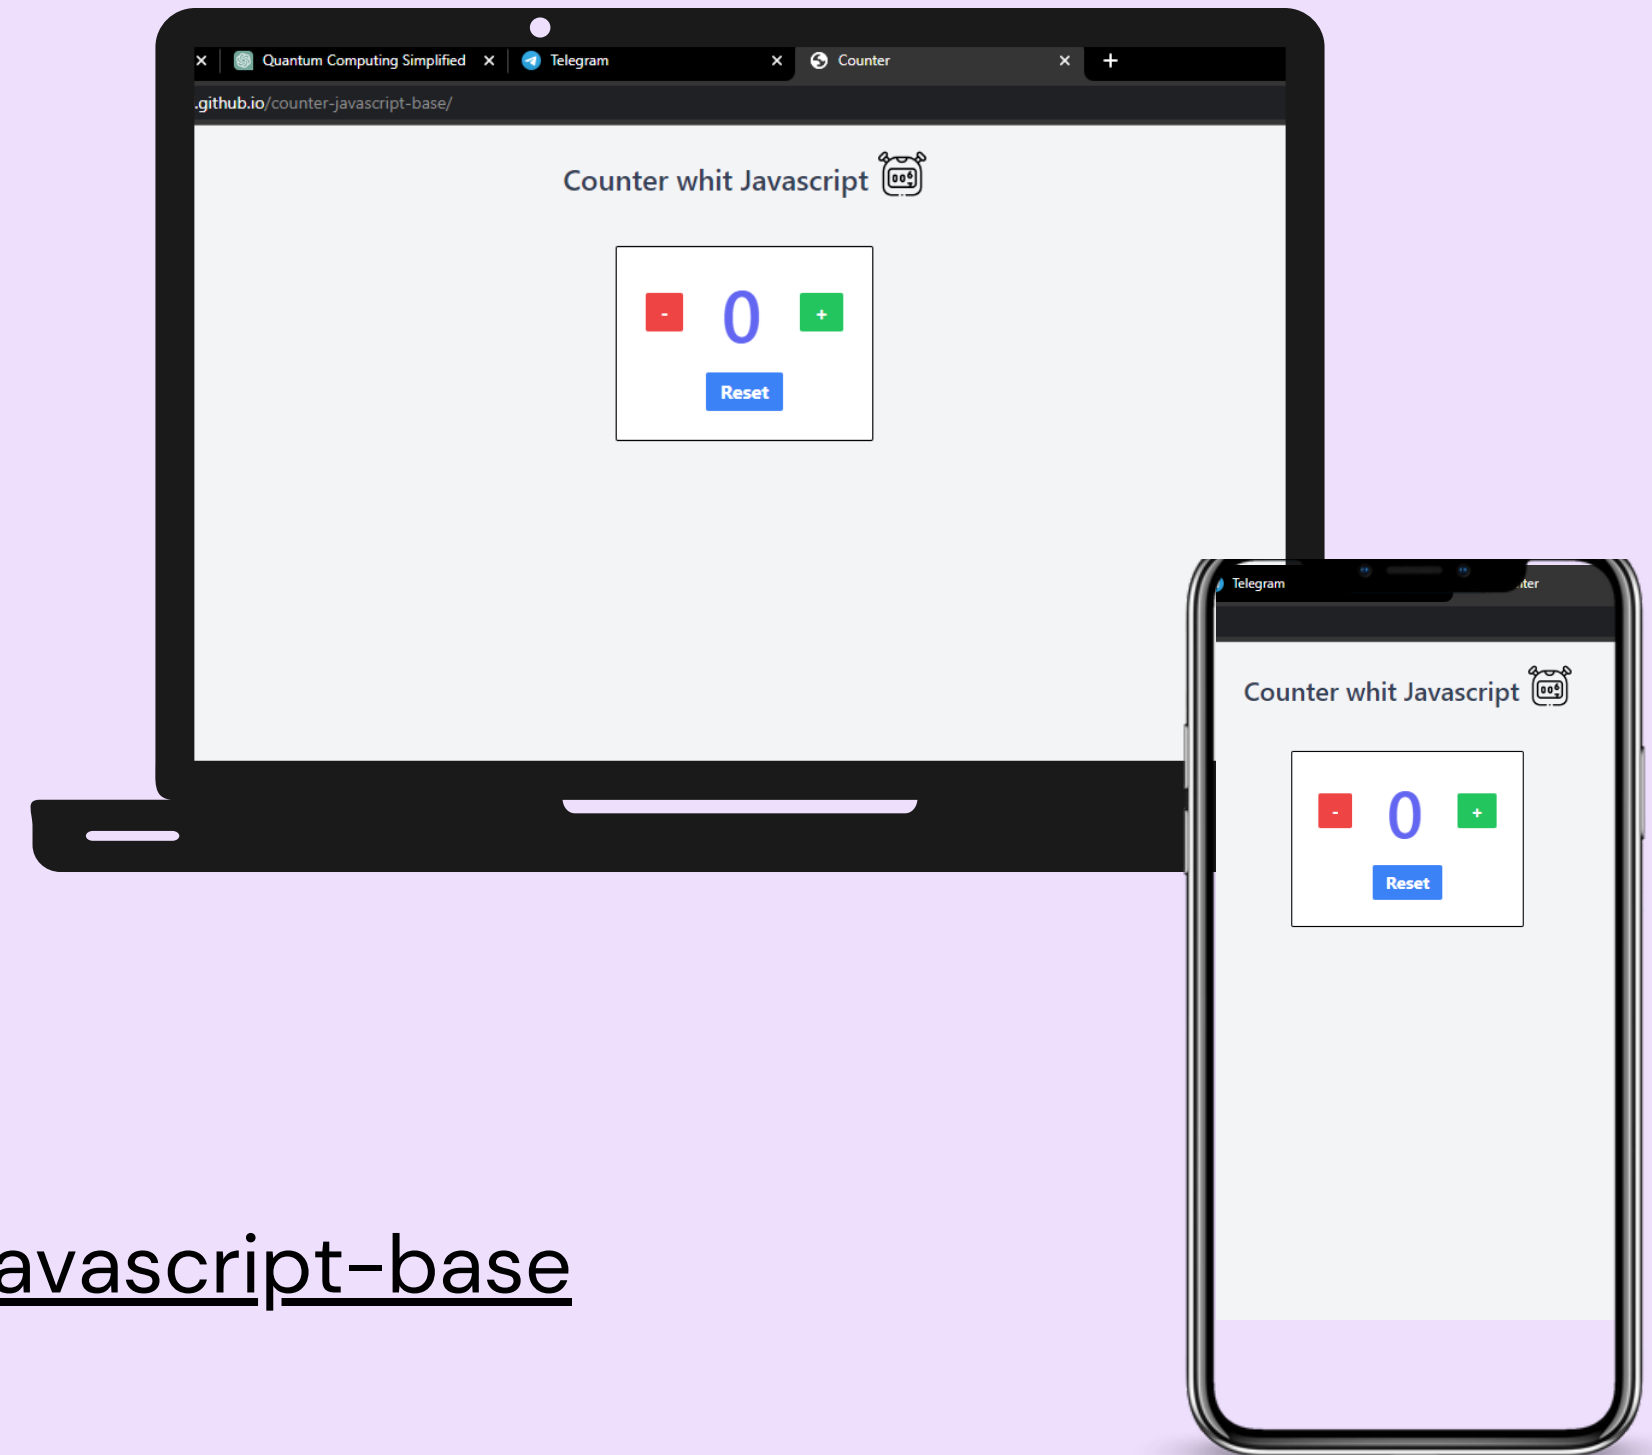 Quantum Computing Simplified
Telegram
Counter
.github.io/counter-javascript-base/
Counter whit Javascript
- 0 +
Reset
Telegram
Counter whit Javascript
- 0 +
Reset
avascript-base